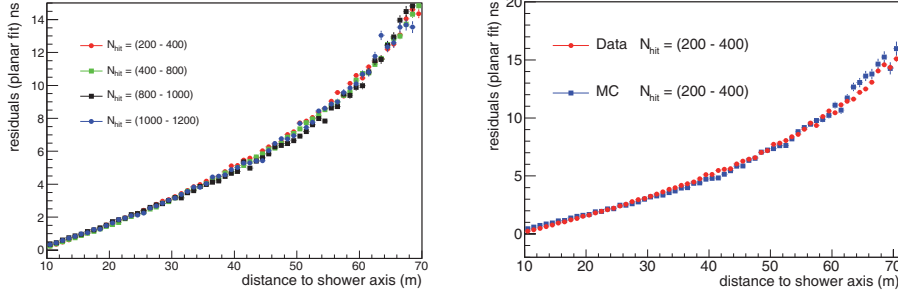 residuals (planar fit) ns
14
12
10
8
6
4
2
0
N_hit = (200 - 400)
N_hit = (400 - 800)
N_hit = (800 - 1000)
N_hit = (1000 - 1200)
10 20 30 40 50 60 70
distance to shower axis (m)
residuals (planar fit) ns
20
15
10
5
0
Data N_hit = (200 - 400)
MC N_hit = (200 - 400)
10 20 30 40 50 60 70
distance to shower axis (m)